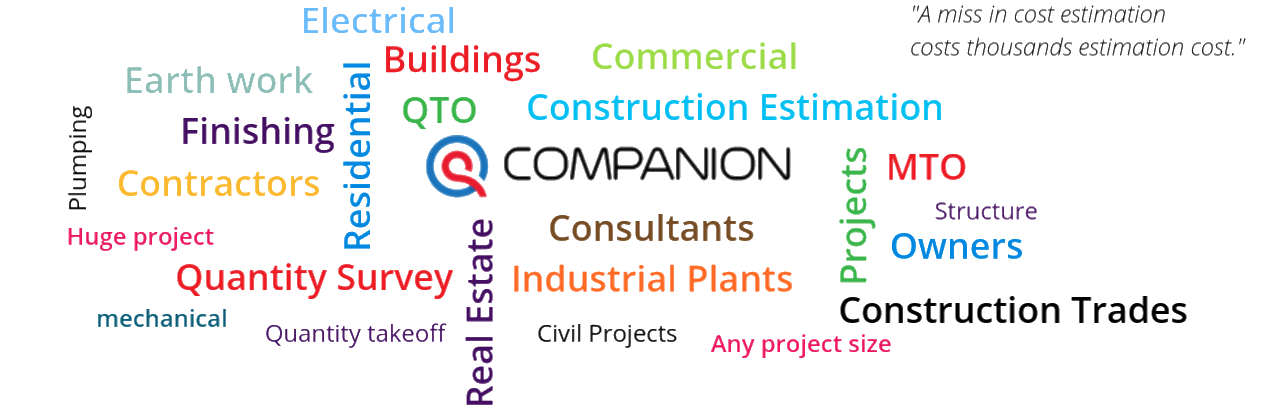 Electrical
"A miss in cost estimation
costs thousands estimation cost."
Buildings
Commercial
Earth work
Residential
QTO
Construction Estimation
Plumping
Finishing
COMPANION
Projects
MTO
Contractors
Structure
Huge project
Real Estate
Consultants
Owners
Quantity Survey
Industrial Plants
Construction Trades
mechanical
Quantity takeoff
Civil Projects
Any project size